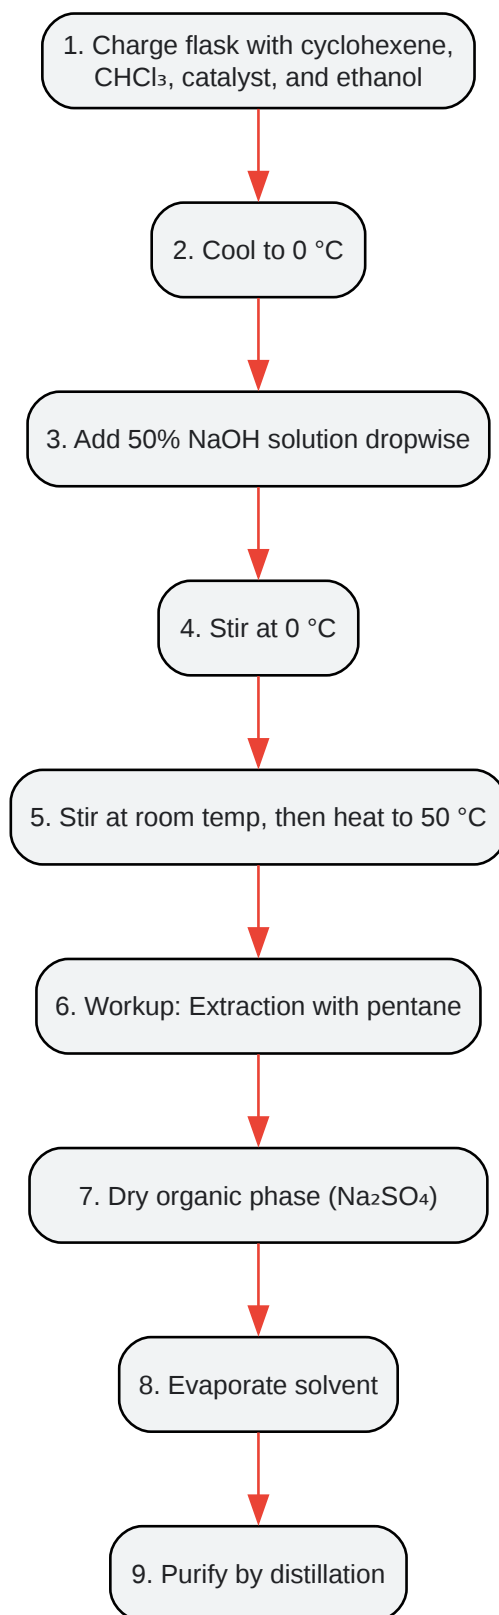 1. Charge flask with cyclohexene,
CHCl₃, catalyst, and ethanol
2. Cool to 0 °C
3. Add 50% NaOH solution dropwise
4. Stir at 0 °C
5. Stir at room temp, then heat to 50 °C
6. Workup: Extraction with pentane
7. Dry organic phase (Na₂SO₄)
8. Evaporate solvent
9. Purify by distillation